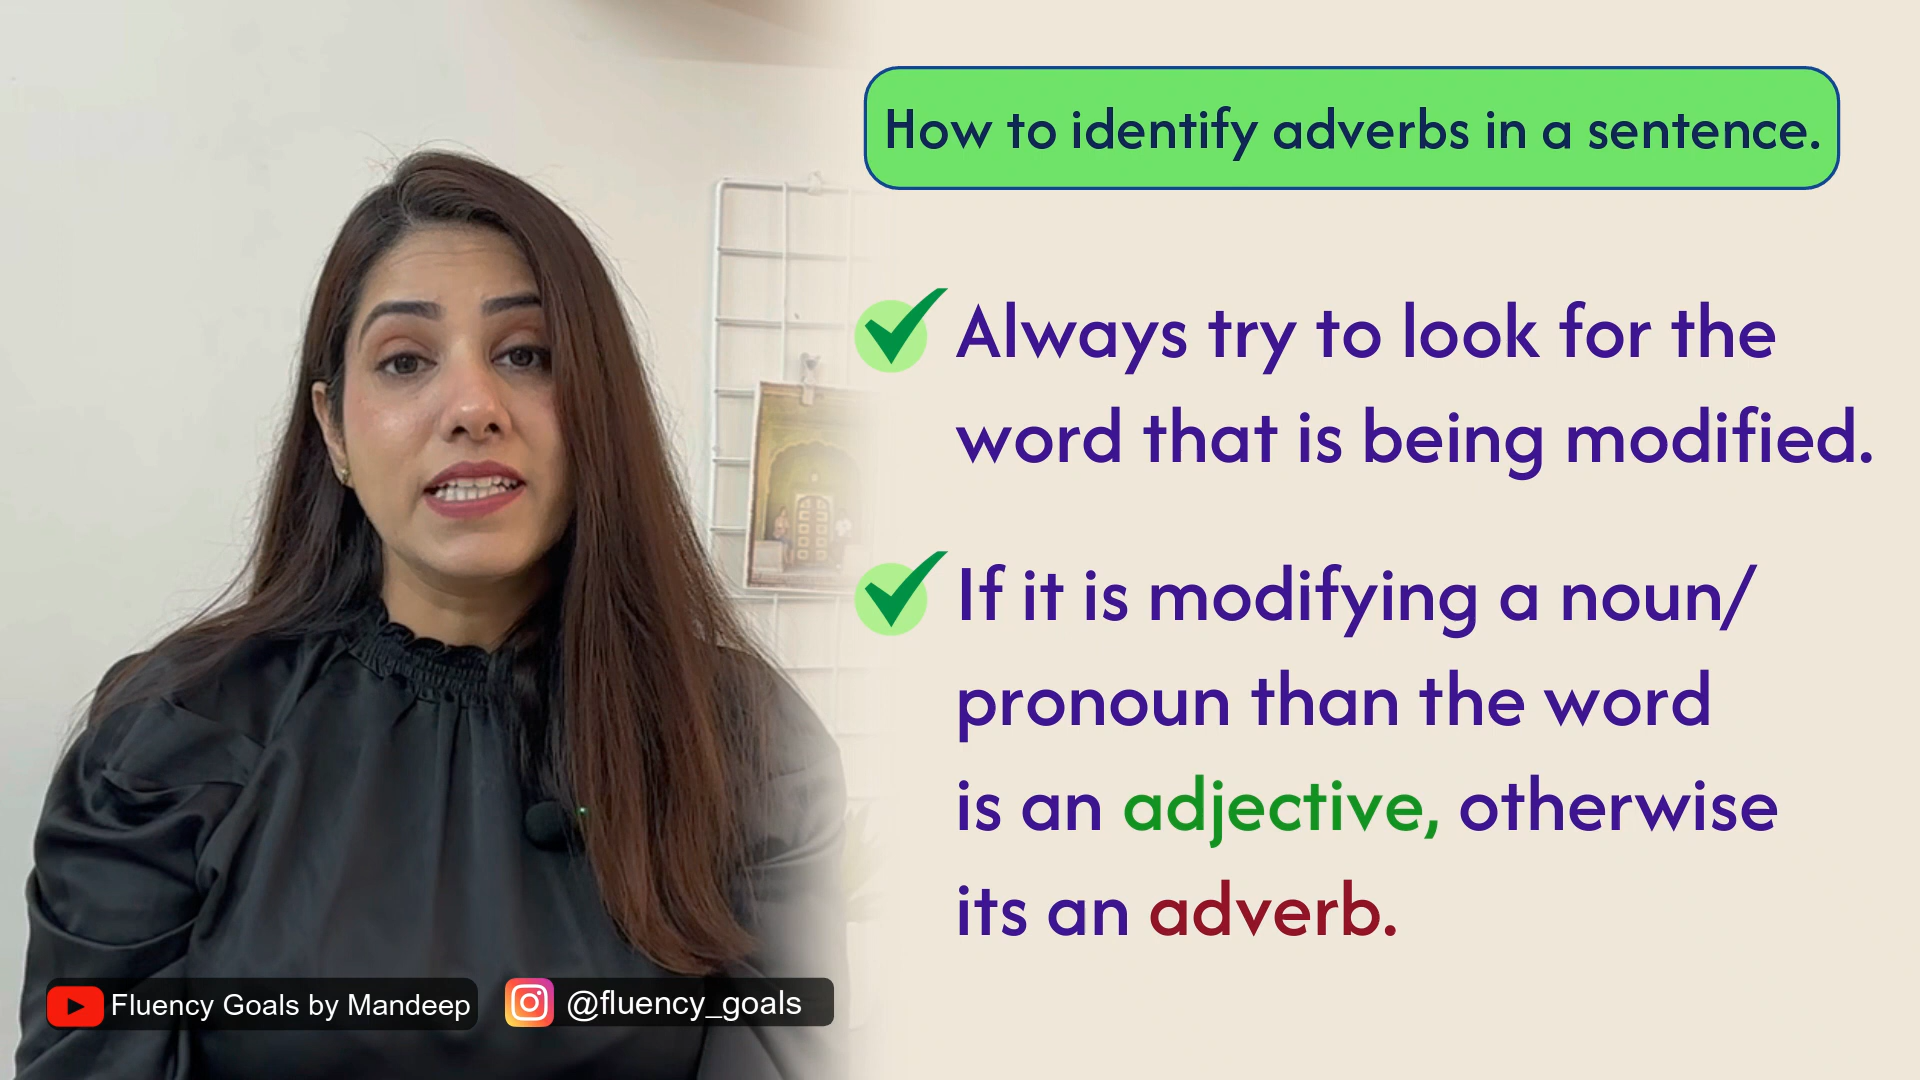 How to identify adverbs in a sentence.
Always try to look for the
word that is being modified.
If it is modifying a noun/
pronoun than the word
is an adjective, otherwise
its an adverb.
Fluency Goals by Mandeep
@fluency_goals